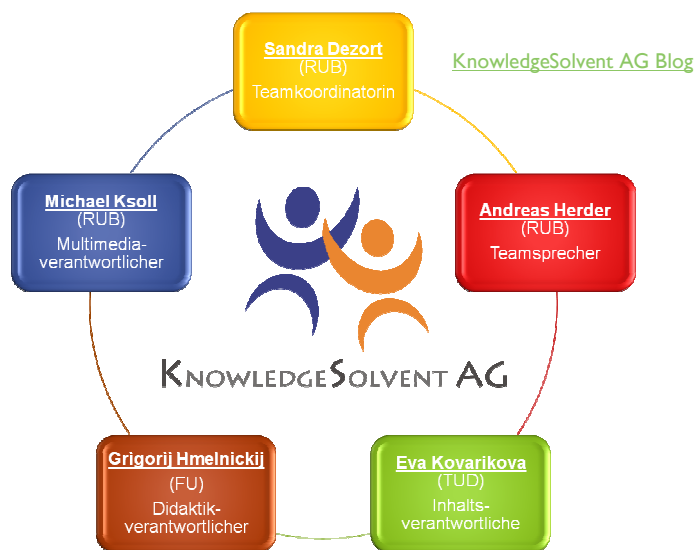 Sandra Dezort
(RUB)
Teamkoordinatorin
KnowledgeSolvent AG Blog
Michael Ksoll
(RUB)
Multimedia-
verantwortlicher
Andreas Herder
(RUB)
Teamsprecher
KNOWLEDGESOLVENT AG
Grigorij Hmelnickij
(FU)
Didaktik-
verantwortlicher
Eva Kovarikova
(TUD)
Inhalts-
verantwortliche